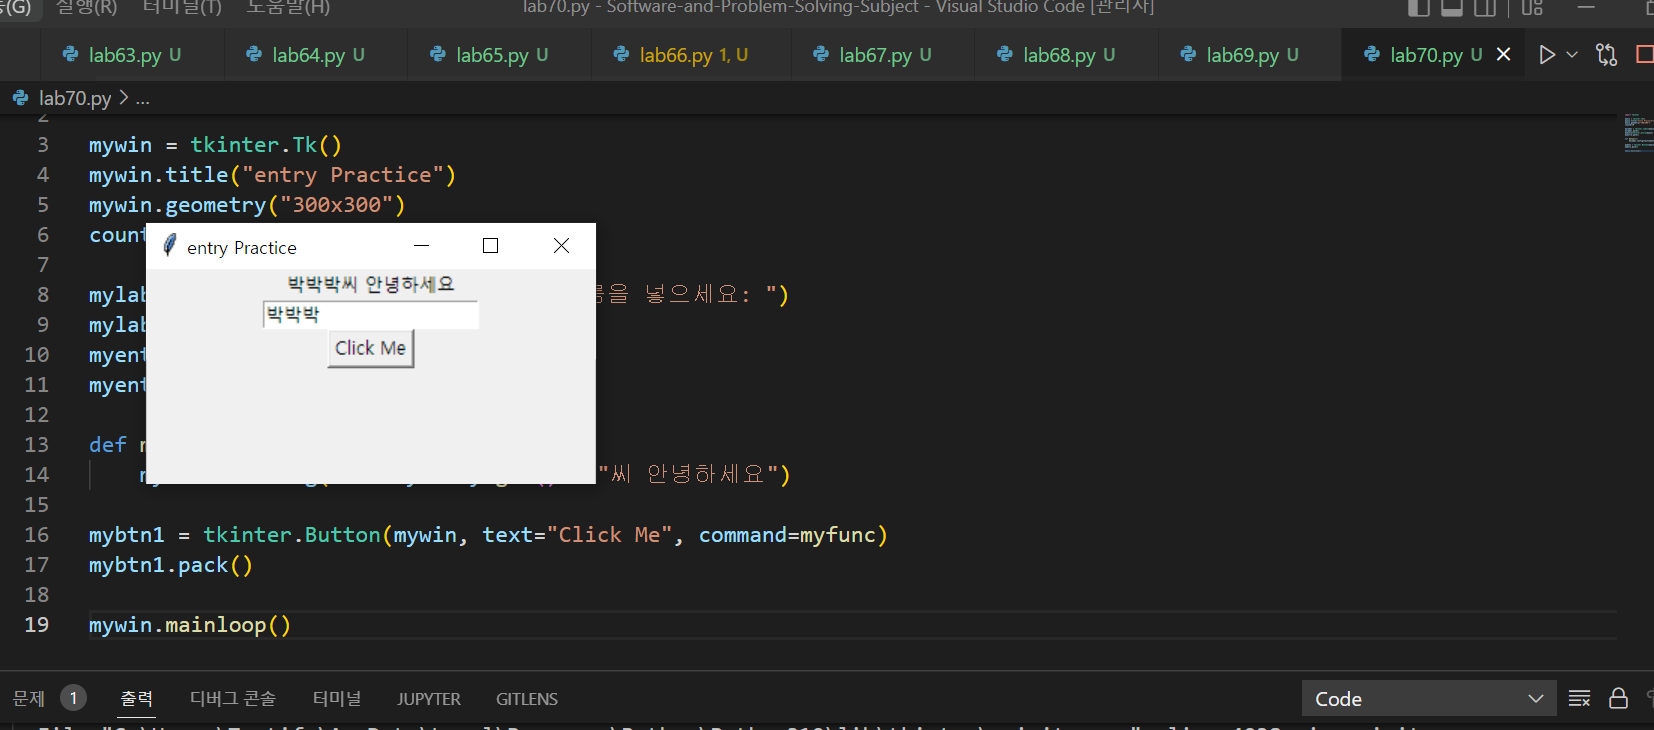 (G) 실행(R) 터미널(T) 도움말(H) lab70.py - Software-and-Problem-Solving-Subject - Visual Studio Code [관리자]
lab63.py U lab64.py U lab65.py U lab66.py 1, U lab67.py U lab68.py U lab69.py U lab70.py U
lab70.py > ...
2
3 mywin = tkinter.Tk()
4 mywin.title("entry Practice")
5 mywin.geometry("300x300")
6 count
7
8 mylab 을 넣으세요: ")
9 mylab
10 myent
11 myent
12
13 def
14 "씨 안녕하세요")
15
16 mybtn1 = tkinter.Button(mywin, text="Click Me", command=myfunc)
17 mybtn1.pack()
18
19 mywin.mainloop()
entry Practice
박박박씨 안녕하세요
박박박
Click Me
문제 1 출력 디버그 콘솔 터미널 JUPYTER GITLENS Code